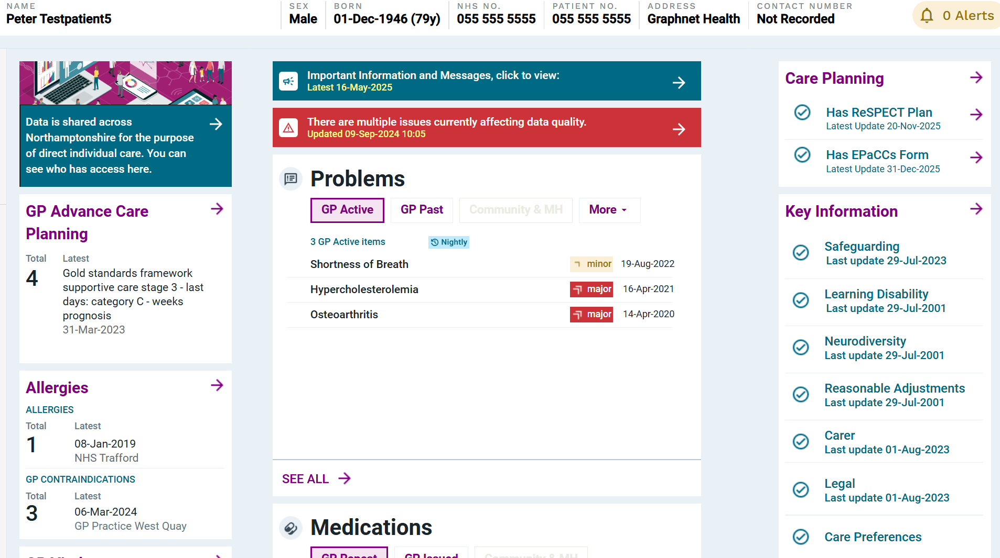 NAME
Peter Testpatient5
SEX
Male
BORN
01-Dec-1946 (79y)
NHS NO.
055 555 5555
PATIENT NO.
055 555 5555
ADDRESS
Graphnet Health
CONTACT NUMBER
Not Recorded
0 Alerts
Data is shared across
Northamptonshire for the purpose
of direct individual care. You can
see who has access here.
GP Advance Care
Planning
Total Latest
4
Gold standards framework
supportive care stage 3 - last
days: category C - weeks
prognosis
31-Mar-2023
Allergies
ALLERGIES
Total Latest
1
08-Jan-2019
NHS Trafford
GP CONTRAINDICATIONS
Total Latest
3
06-Mar-2024
GP Practice West Quay
Important Information and Messages, click to view:
Latest 16-May-2025
There are multiple issues currently affecting data quality.
Updated 09-Sep-2024 10:05
Problems
GP Active GP Past Community & MH More
3 GP Active items Nightly
Shortness of Breath minor 19-Aug-2022
Hypercholesterolemia major 16-Apr-2021
Osteoarthritis major 14-Apr-2020
SEE ALL
Medications
GP Repeat GP Issued Community & MH
Care Planning
Has ReSPECT Plan
Latest Update 20-Nov-2025
Has EPaCCs Form
Latest Update 31-Dec-2025
Key Information
Safeguarding
Last update 29-Jul-2023
Learning Disability
Last update 29-Jul-2001
Neurodiversity
Last update 29-Jul-2001
Reasonable Adjustments
Last update 29-Jul-2001
Carer
Last update 01-Aug-2023
Legal
Last update 01-Aug-2023
Care Preferences